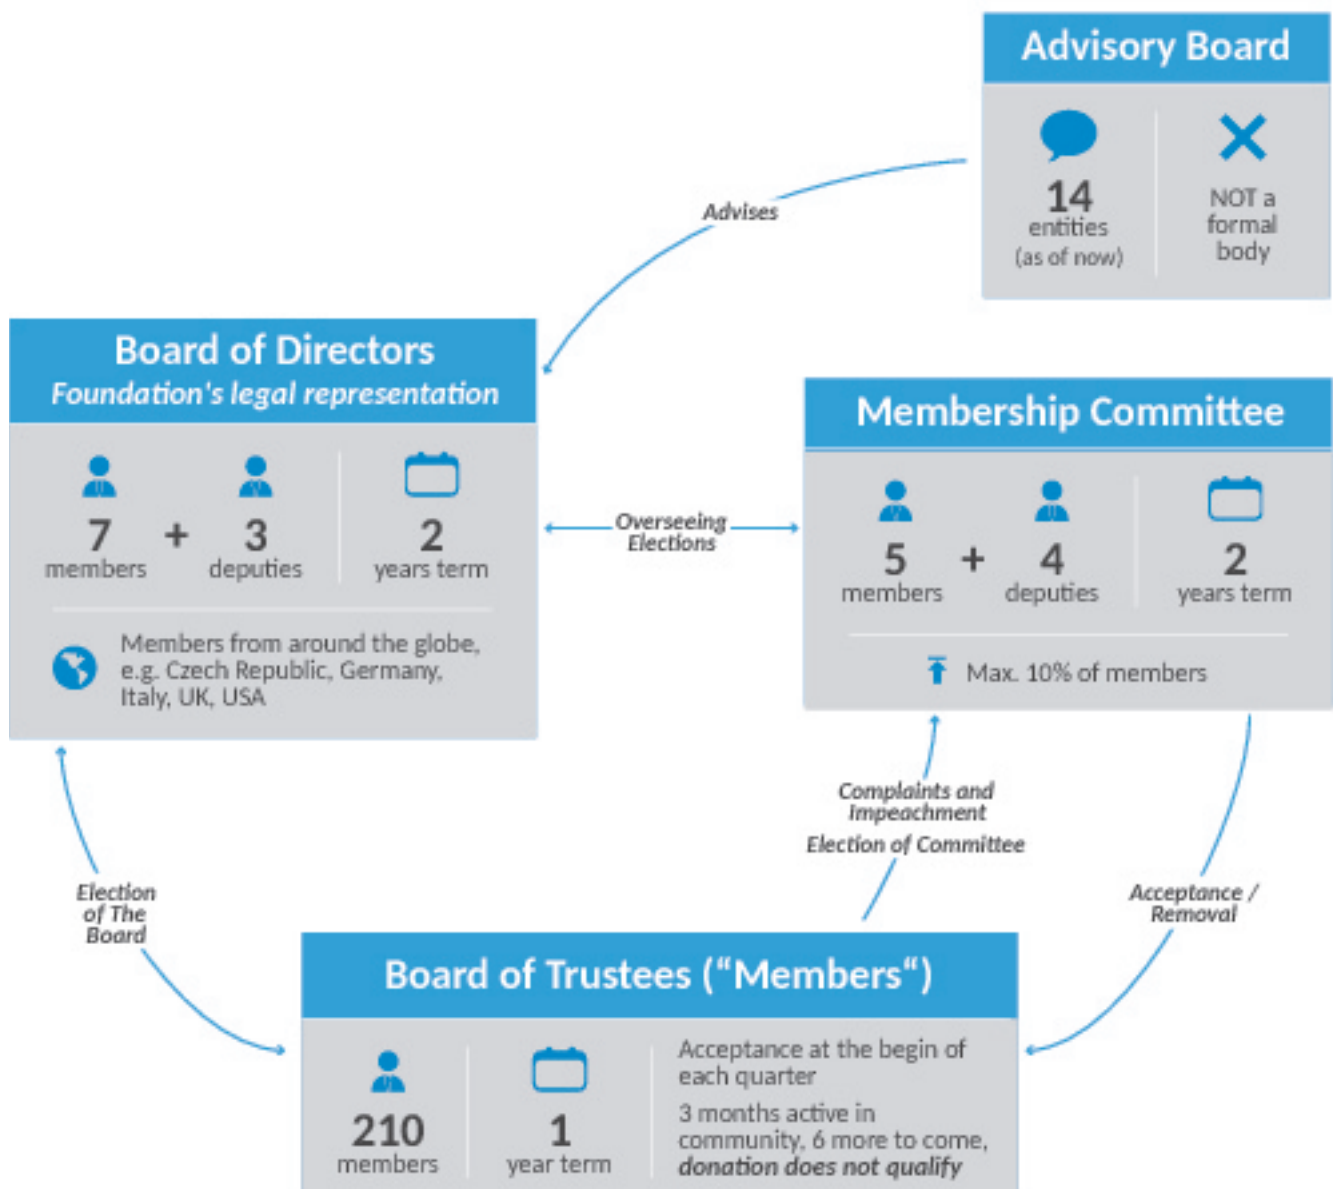 Advisory Board
14
entities
(as of now)
NOT a
formal
body
Advises
Board of Directors
Foundation's legal representation
7 + 3
members deputies
2
years term
Members from around the globe,
e.g. Czech Republic, Germany,
Italy, UK, USA
Overseeing
Elections
Membership Committee
5 + 4
members deputies
2
years term
Max. 10% of members
Complaints and
Impeachment
Election of Committee
Acceptance /
Removal
Election
of The
Board
Board of Trustees (“Members“)
210
members
1
year term
Acceptance at the begin of
each quarter
3 months active in
community, 6 more to come,
donation does not qualify